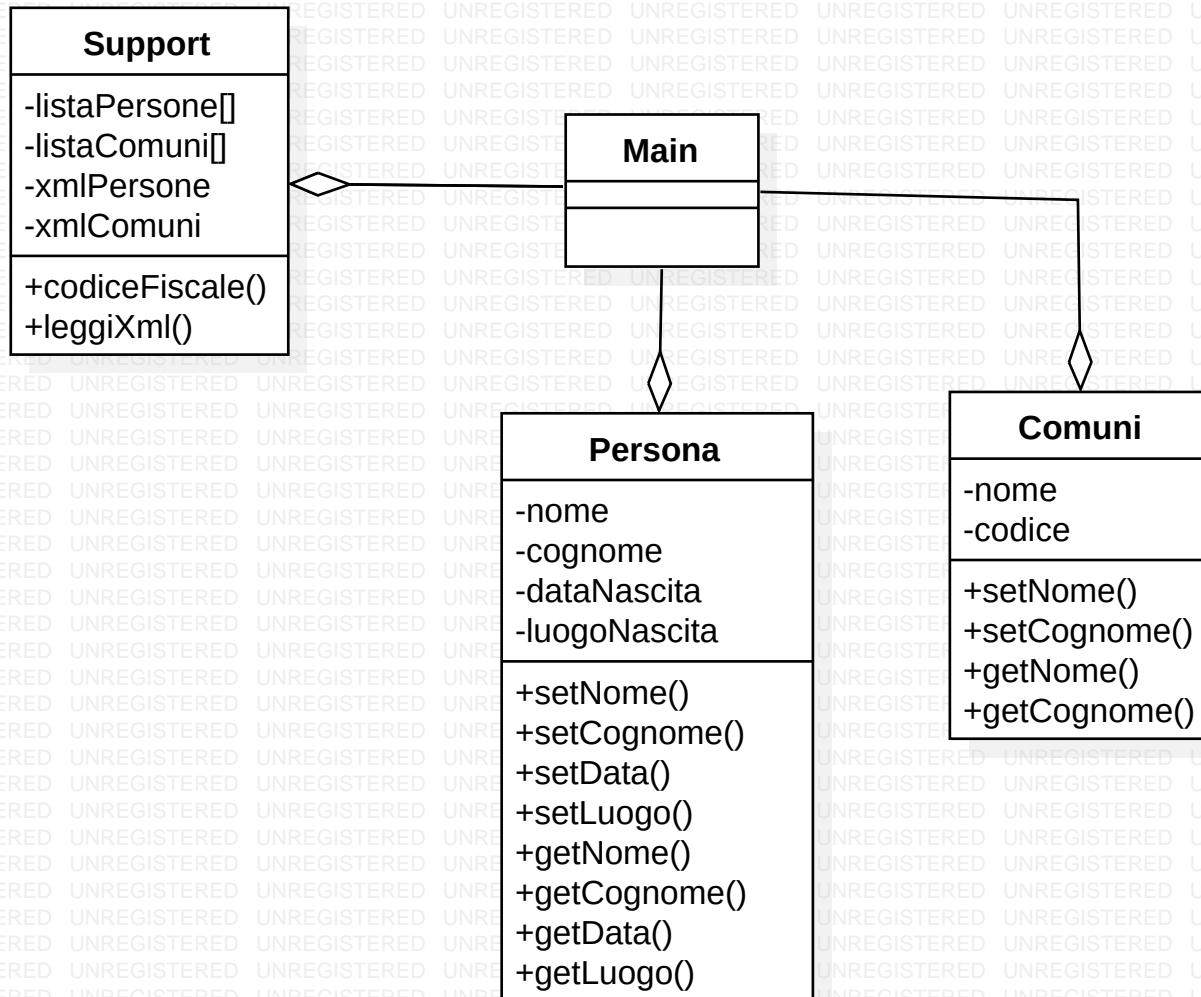 Support
-listaPersone[]
-listaComuni[]
-xmlPersone
-xmlComuni
+codiceFiscale()
+leggiXml()
Main
Persona
-nome
-cognome
-dataNascita
-luogoNascita
+setNome()
+setCognome()
+setData()
+setLuogo()
+getNome()
+getCognome()
+getData()
+getLuogo()
Comuni
-nome
-codice
+setNome()
+setCognome()
+getNome()
+getCognome()
UNREGISTERED